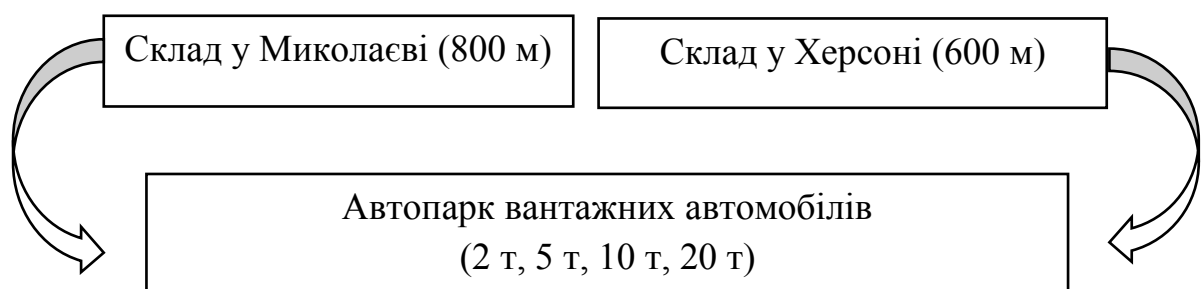 Склад у Миколаєві (800 м)
Склад у Херсоні (600 м)
Автопарк вантажних автомобілів
(2 т, 5 т, 10 т, 20 т)